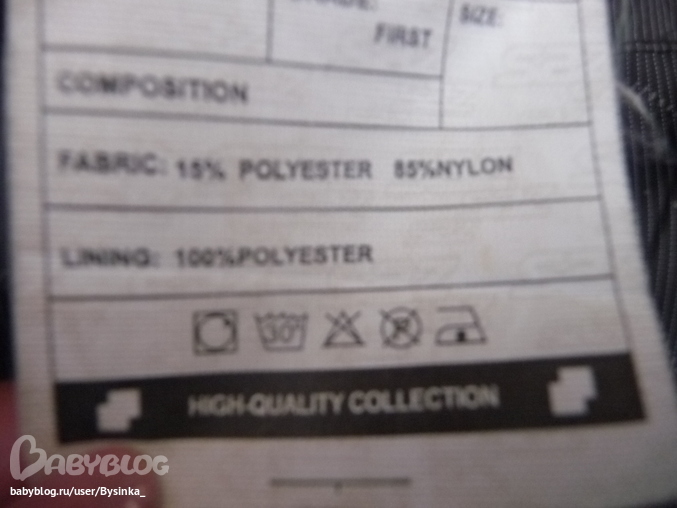 FIRST
SIZE:
COMPOSITION
FABRIC: 15% POLYESTER 85%NYLON
LINING: 100%POLYESTER
30°
HIGH-QUALITY COLLECTION
BABYBLOG
babyblog.ru/user/Bysinka_